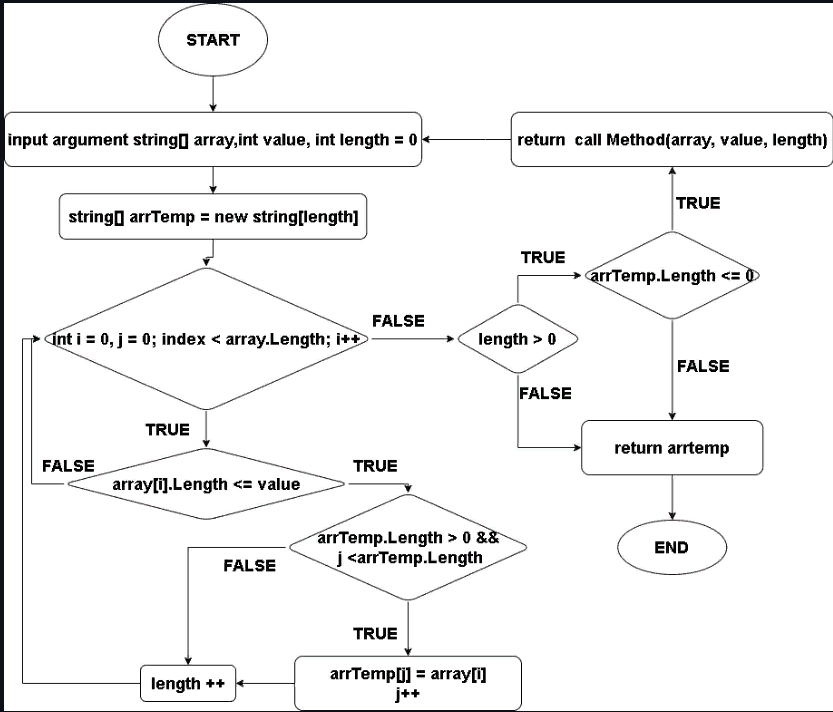 START
input argument string[] array,int value, int length = 0
return  call Method(array, value, length)
TRUE
string[] arrTemp = new string[length]
TRUE
arrTemp.Length <= 0
FALSE
int i = 0, j = 0; index < array.Length; i++
length > 0
FALSE
FALSE
TRUE
return arrtemp
FALSE
array[i].Length <= value
TRUE
arrTemp.Length > 0 &&
j <arrTemp.Length
FALSE
END
TRUE
arrTemp[j] = array[i]
j++
length ++